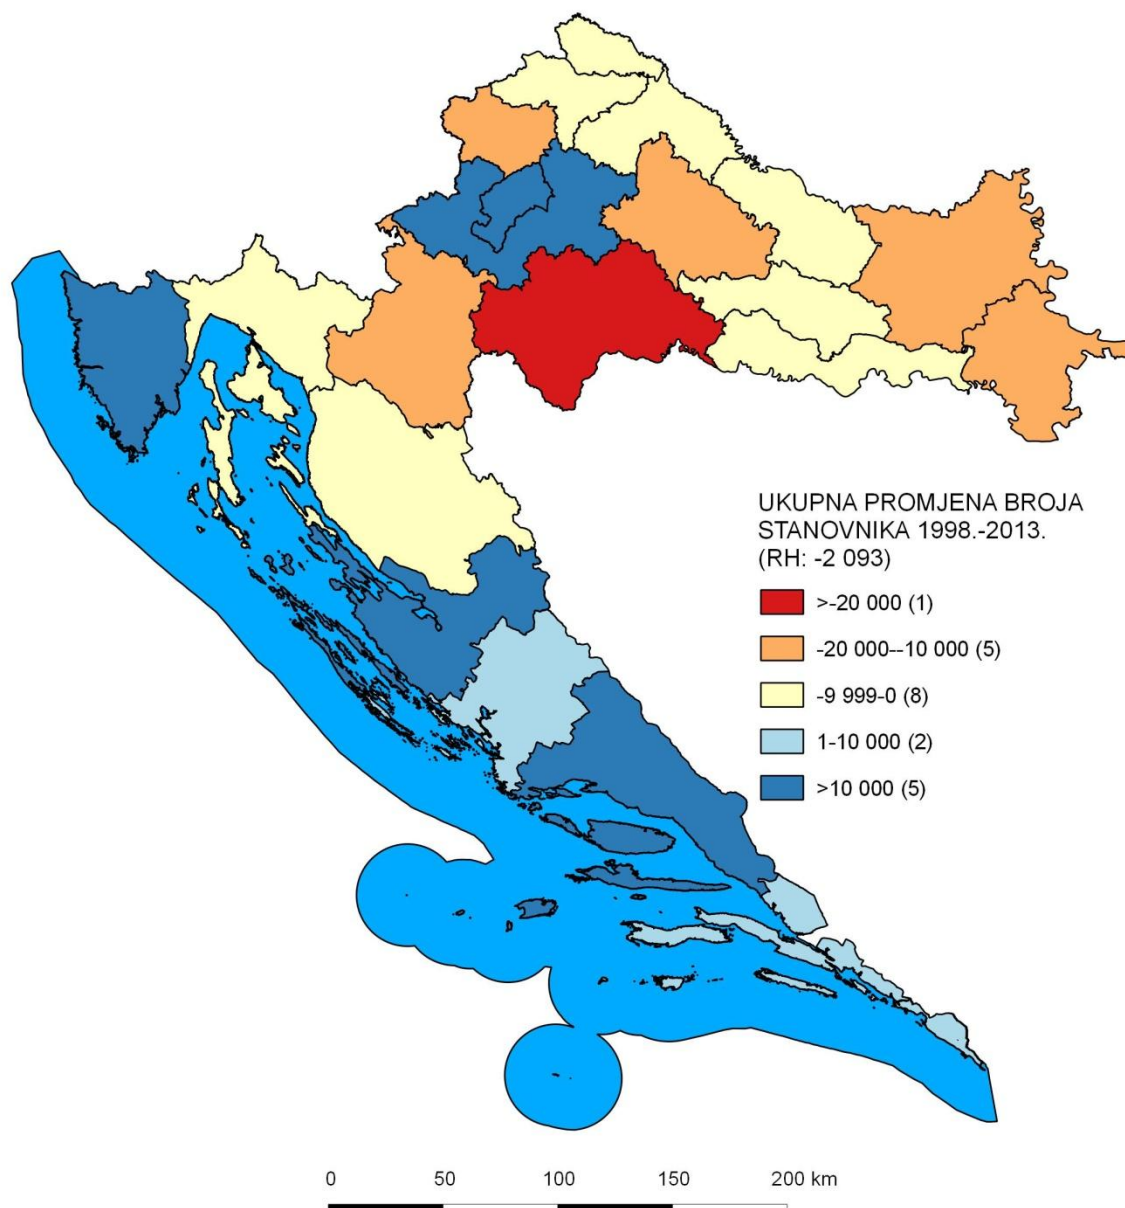 UKUPNA PROMJENA BROJA
STANOVNIKA 1998.-2013.
(RH: -2 093)
>-20 000 (1)
-20 000--10 000 (5)
-9 999-0 (8)
1-10 000 (2)
>10 000 (5)
0 50 100 150 200 km